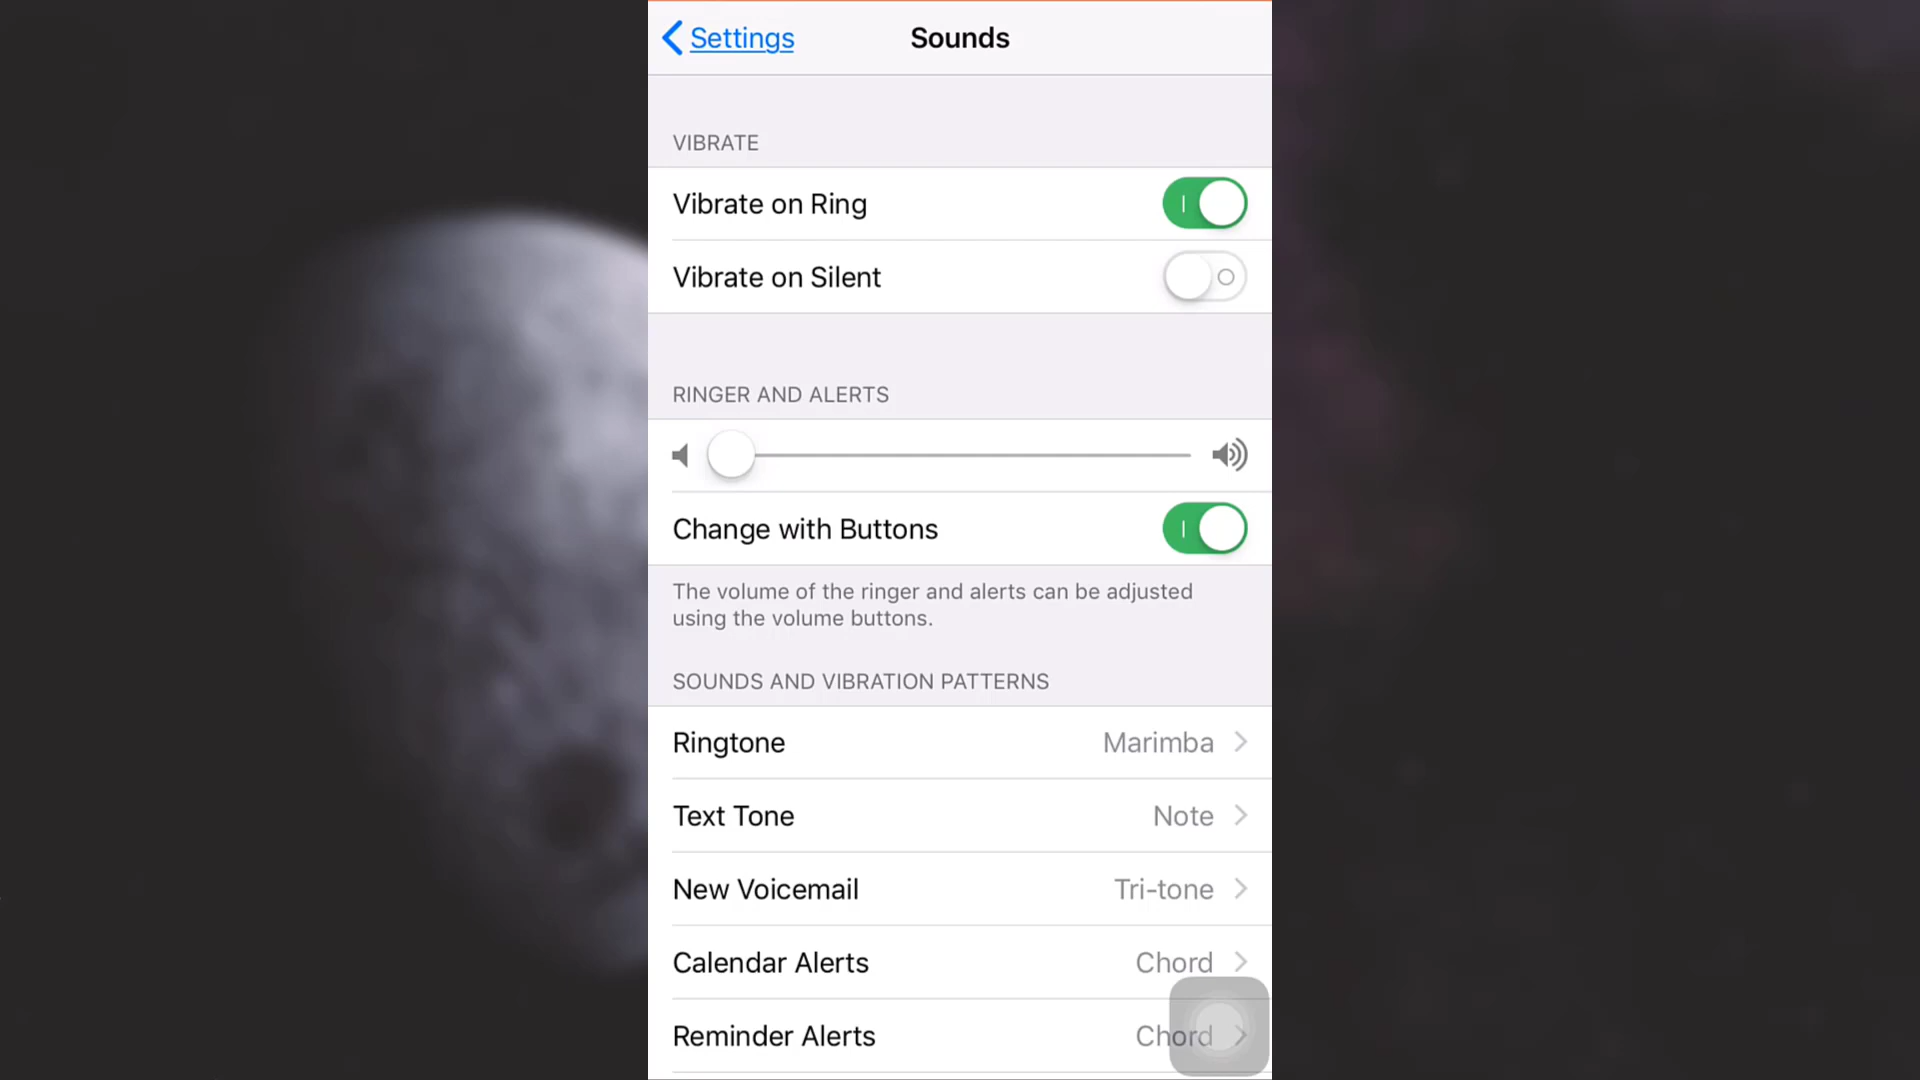 Settings
Sounds
VIBRATE
Vibrate on Ring
Vibrate on Silent
RINGER AND ALERTS
Change with Buttons
The volume of the ringer and alerts can be adjusted
using the volume buttons.
SOUNDS AND VIBRATION PATTERNS
Ringtone Marimba
Text Tone Note
New Voicemail Tri-tone
Calendar Alerts Chord
Reminder Alerts Chord